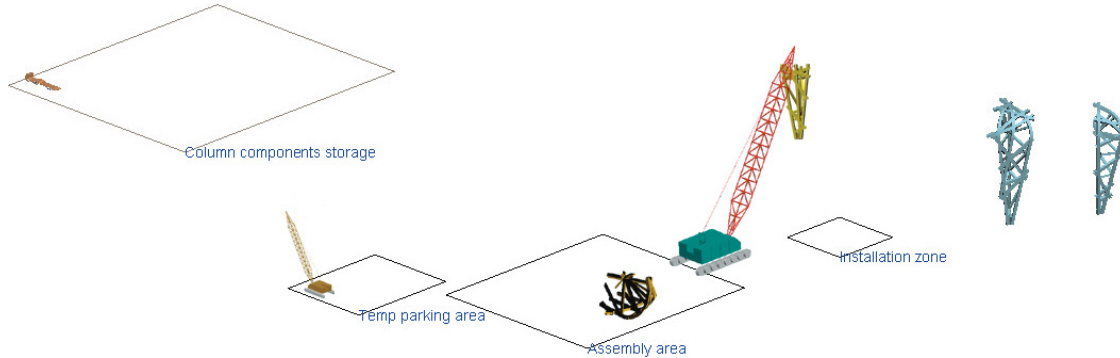 Column components storage
Installation zone
Temp parking area
Assembly area